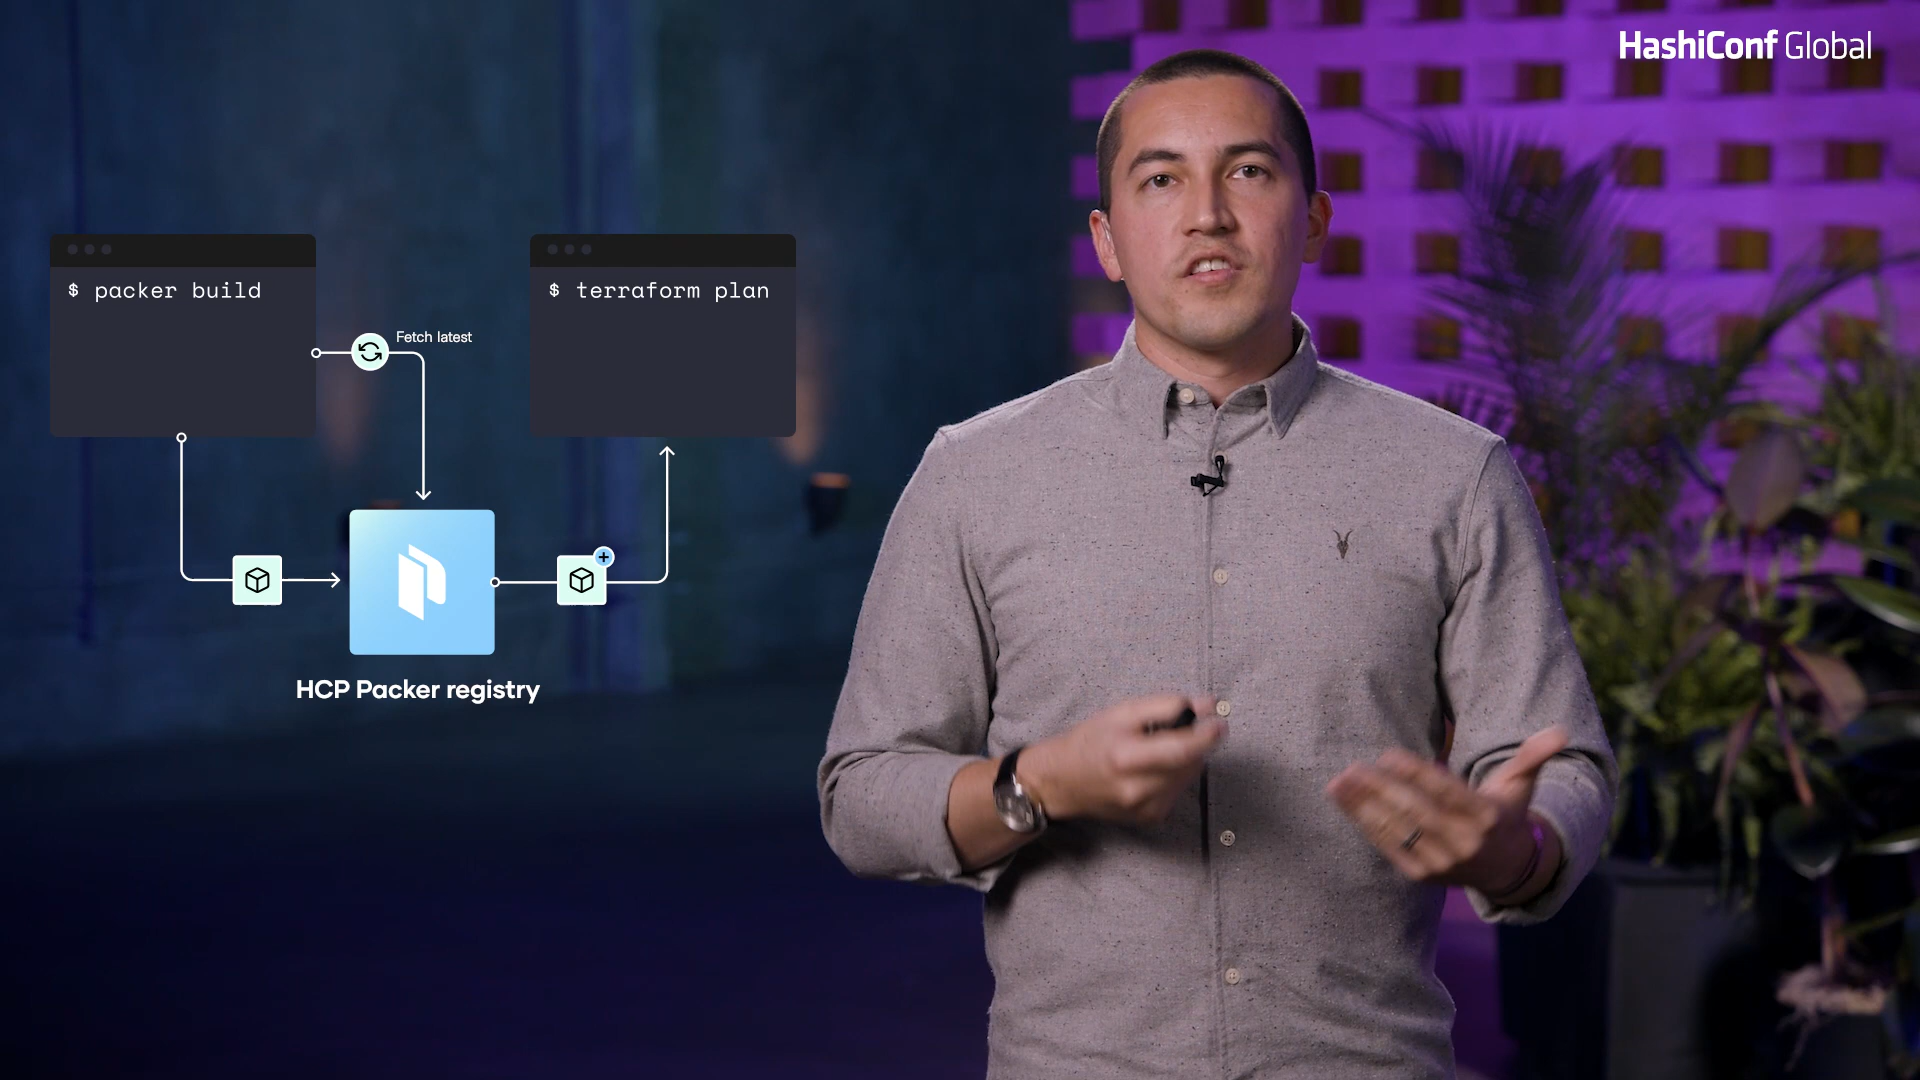 HashiConf Global
$ packer build
$ terraform plan
Fetch latest
HCP Packer registry